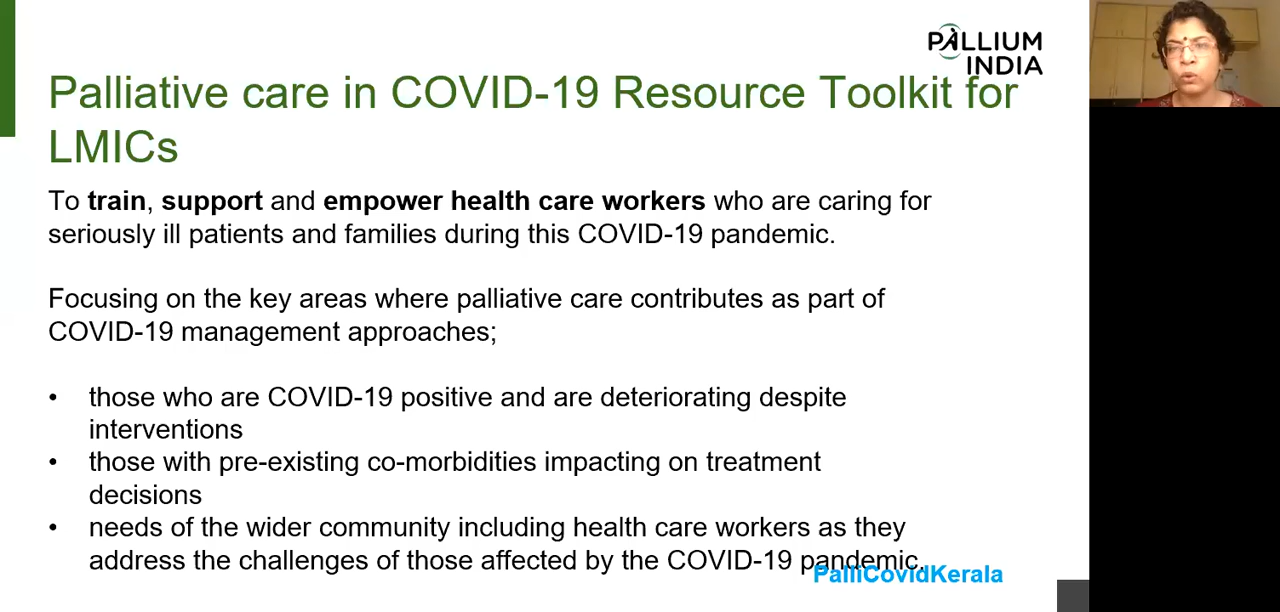 PALLIUM
INDIA
Palliative care in COVID-19 Resource Toolkit for
LMICs
To train, support and empower health care workers who are caring for
seriously ill patients and families during this COVID-19 pandemic.
Focusing on the key areas where palliative care contributes as part of
COVID-19 management approaches;
• those who are COVID-19 positive and are deteriorating despite
interventions
• those with pre-existing co-morbidities impacting on treatment
decisions
• needs of the wider community including health care workers as they
address the challenges of those affected by the COVID-19 pandemic.
PalliCovidKerala